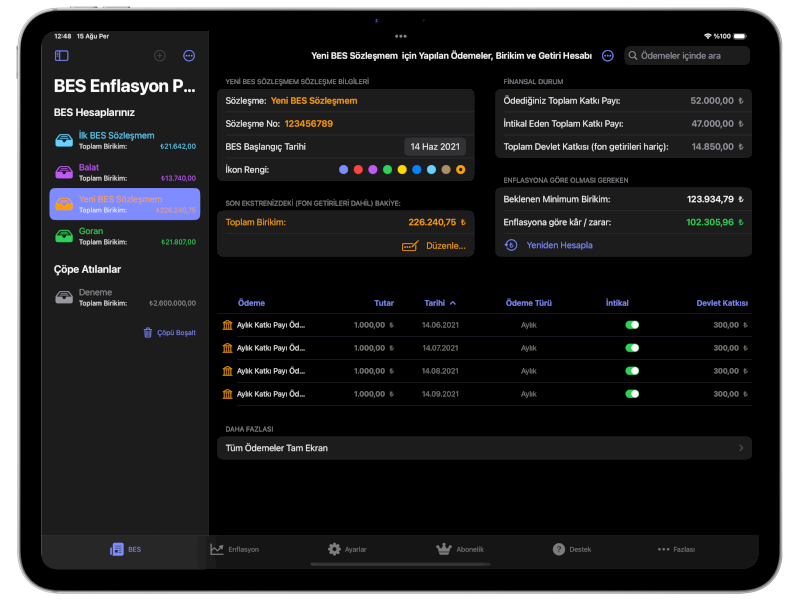 12:48 15 Ağu Per
%100
BES Enflasyon P...
BES Hesaplarınız
İlk BES Sözleşmem
Toplam Birikim: ₺21.642,00
Balat
Toplam Birikim: ₺13.740,00
Yeni BES Sözleşmem
Toplam Birikim: ₺226.240,75
Goran
Toplam Birikim: ₺21.807,00
Çöpe Atılanlar
Deneme
Toplam Birikim: ₺2.600.000,00
Çöpü Boşalt
Yeni BES Sözleşmem için Yapılan Ödemeler, Birikim ve Getiri Hesabı
Ödemeler içinde ara
YENİ BES SÖZLEŞMEM SÖZLEŞME BİLGİLERİ
Sözleşme: Yeni BES Sözleşmem
Sözleşme No: 123456789
BES Başlangıç Tarihi 14 Haz 2021
İkon Rengi:
SON EKSTRENİZDEKİ (FON GETİRİLERİ DAHİL) BAKİYE:
Toplam Birikim: 226.240,75 ₺
Düzenle...
FİNANSAL DURUM
Ödediğiniz Toplam Katkı Payı: 52.000,00 ₺
İntikal Eden Toplam Katkı Payı: 47.000,00 ₺
Toplam Devlet Katkısı (fon getirileri hariç): 14.850,00 ₺
ENFLASYONA GÖRE OLMASI GEREKEN
Beklenen Minimum Birikim: 123.934,79 ₺
Enflasyona göre kâr / zarar: 102.305,96 ₺
Yeniden Hesapla
Ödeme Tutar Tarihi Ödeme Türü İntikal Devlet Katkısı
Aylık Katkı Payı Öd... 1.000,00 ₺ 14.06.2021 Aylık 300,00 ₺
Aylık Katkı Payı Öd... 1.000,00 ₺ 14.07.2021 Aylık 300,00 ₺
Aylık Katkı Payı Öd... 1.000,00 ₺ 14.08.2021 Aylık 300,00 ₺
Aylık Katkı Payı Öd... 1.000,00 ₺ 14.09.2021 Aylık 300,00 ₺
DAHA FAZLASI
Tüm Ödemeler Tam Ekran
BES Enflasyon Ayarlar Abonelik Destek Fazlası